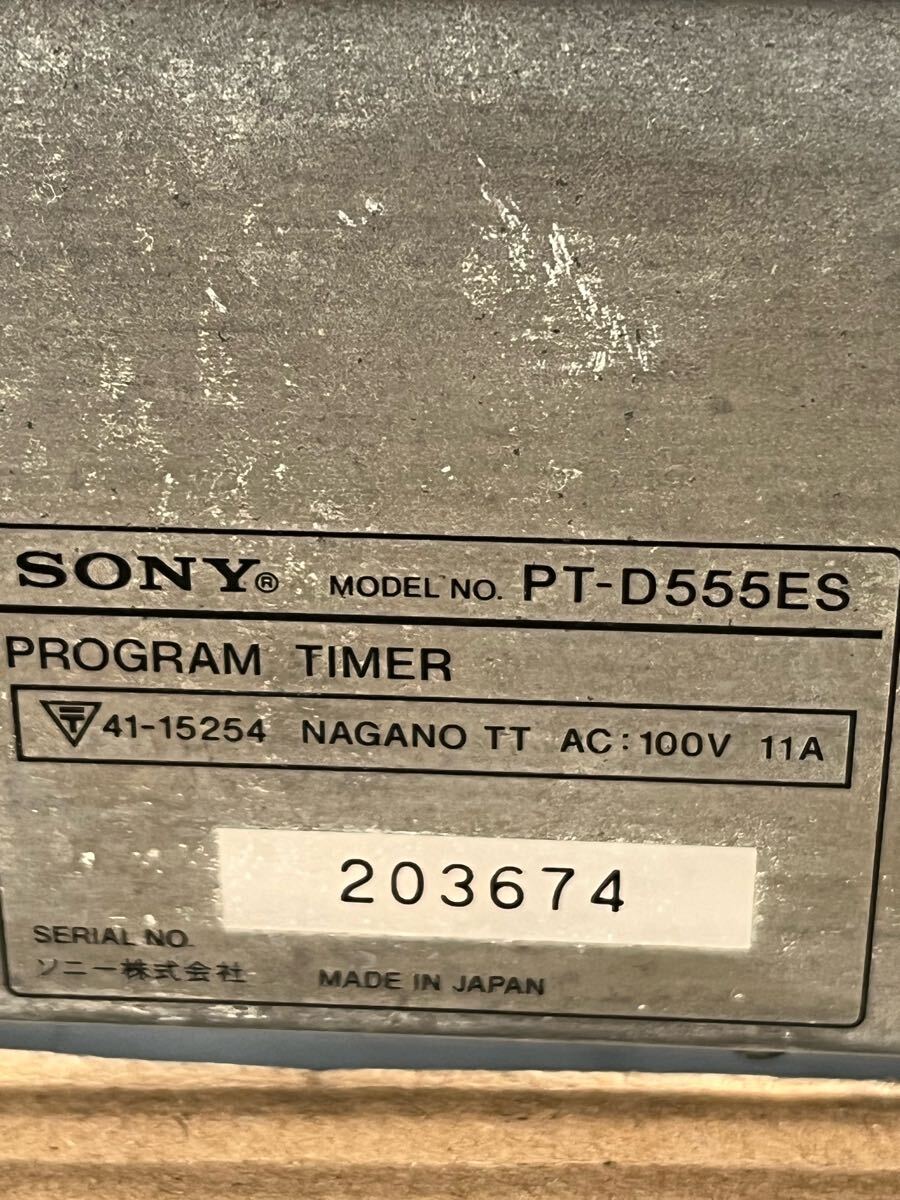 SONY® MODEL NO. PT-D555ES
PROGRAM TIMER
41-15254 NAGANO TT AC:100V 11A
203674
SERIAL NO.
ソニー株式会社 MADE IN JAPAN